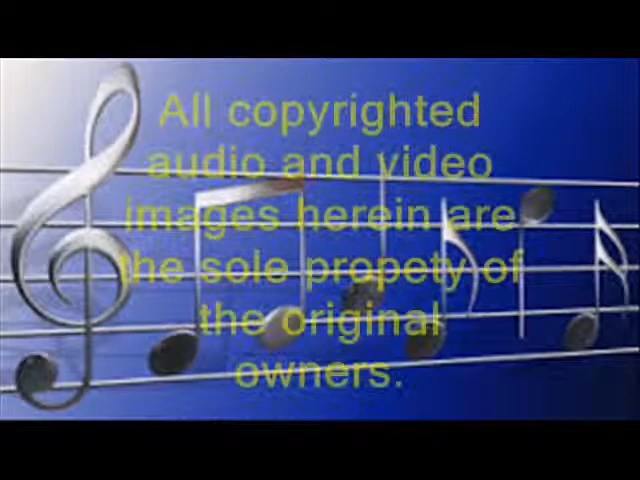 All copyrighted
audio and video
images herein are
the sole propety of
the original
owners.